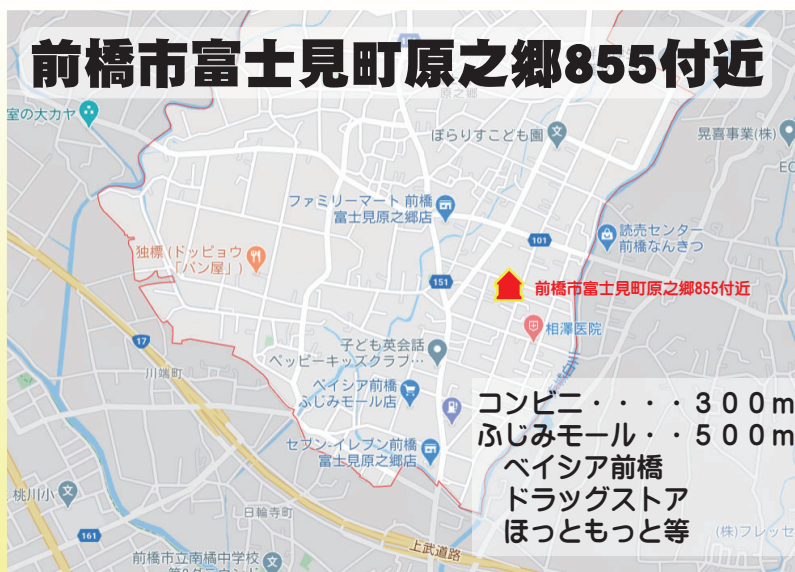 前橋市富士見町原之郷855付近
原之郷
室の大カヤ
ぽらりすこども園
晃喜事業(株)
ファミリーマート 前橋
富士見原之郷店
読売センター
前橋なんきつ
101
独標 (ドッピョウ
「パン屋」)
151
前橋市富士見町原之郷855付近
相澤医院
17
川端町
子ども英会話
ペッピーキッズクラブ…
ベイシア前橋
ふじみモール店
コンビニ・・・・300m
ふじみモール・・500m
ベイシア前橋
ドラッグストア
ほっともっと等
セブン-イレブン前橋
富士見原之郷店
桃川小
日輪寺町
161
上武道路
(株)フレッセ
前橋市立南橘中学校